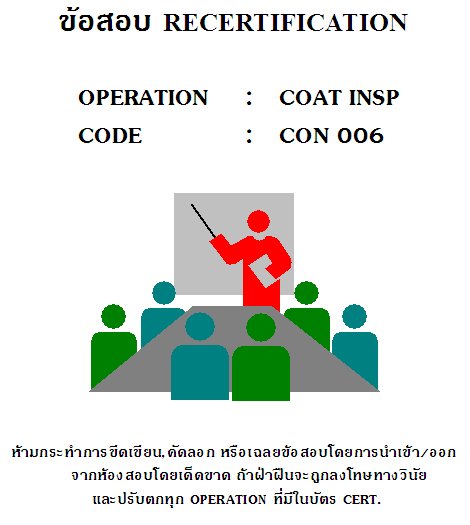 ข้อสอบ RECERTIFICATION
OPERATION : COAT INSP
CODE : CON 006
ห้ามกระทำการขีดเขียน, คัดลอก หรือเฉลยข้อสอบโดยการนำเข้า/ออก
จากห้องสอบโดยเด็ดขาด ถ้าฝ่าฝืนจะถูกลงโทษทางวินัย
และปรับตกทุก OPERATION ที่มีในบัตร CERT.